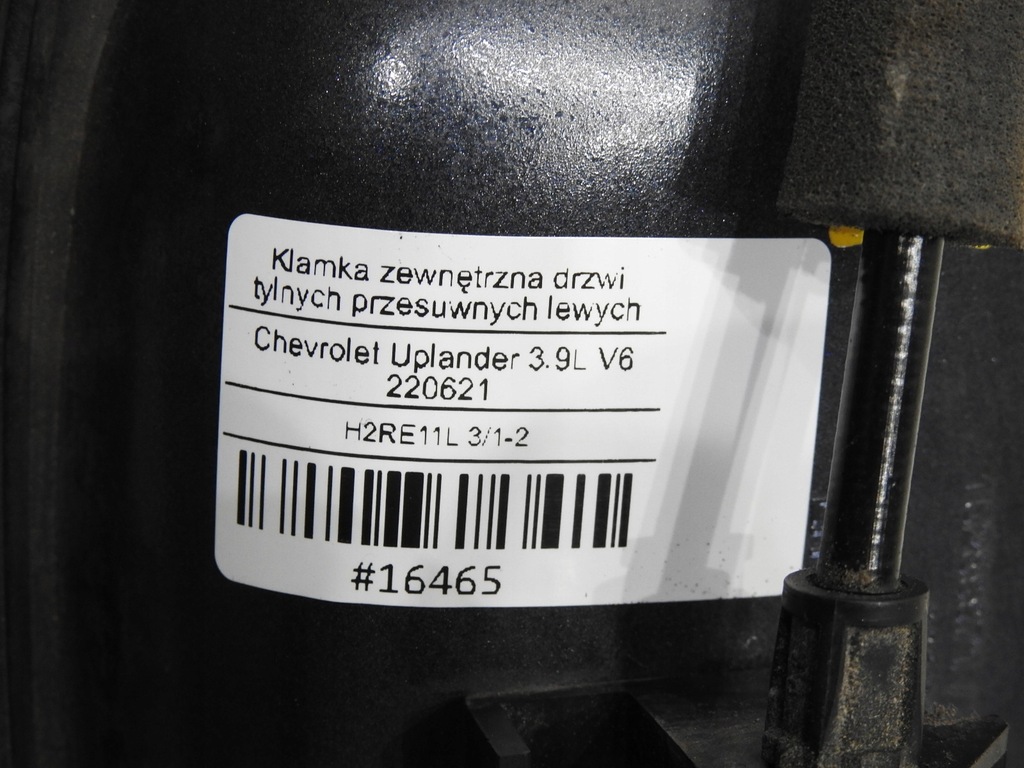 Klamka zewnętrzna drzwi
tylnych przesuwnych lewych
Chevrolet Uplander 3.9L V6
220621
H2RE11L 3/1-2
#16465